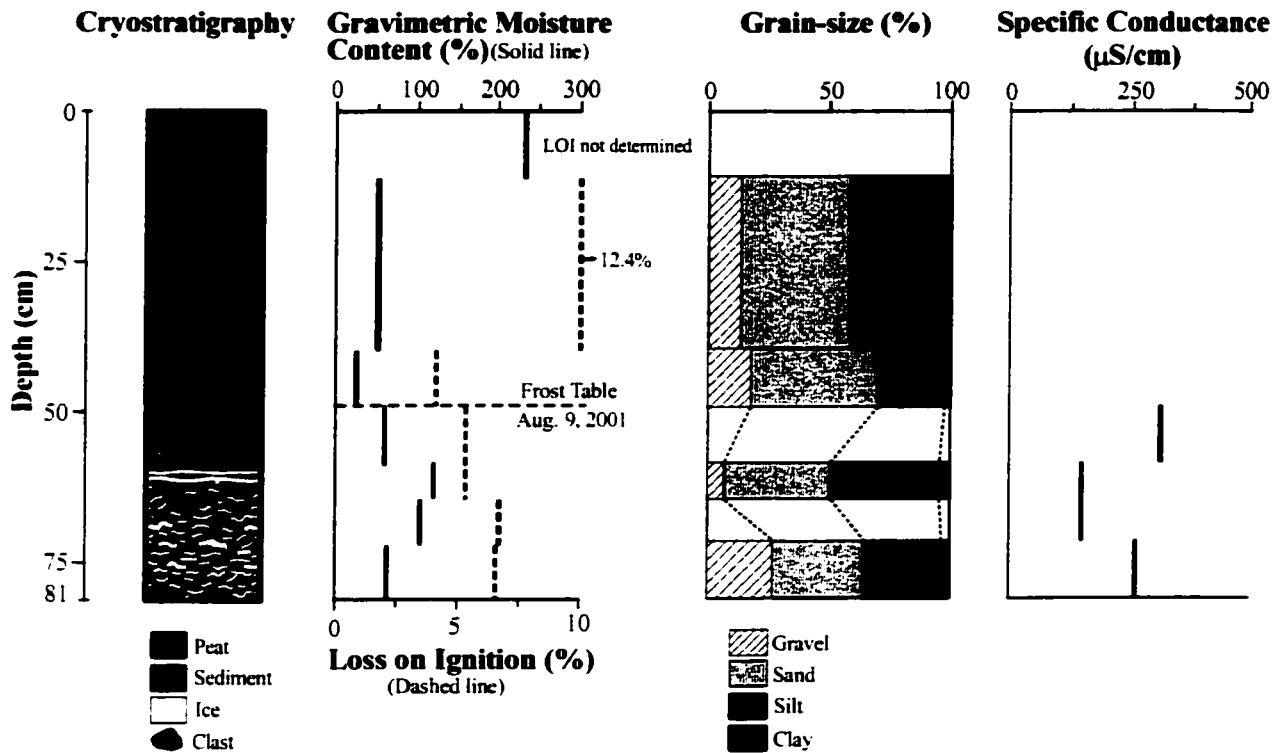 Cryostratigraphy
Gravimetric Moisture
Content (%) (Solid line)
Grain-size (%)
Specific Conductance
(μS/cm)
0 100 200 300
0 50 100
0 250 500
Depth (cm)
0
25
50
75
81
LOI not determined
12.4%
Frost Table
Aug. 9, 2001
0 5 10
Loss on Ignition (%)
(Dashed line)
Peat
Sediment
Ice
Clast
Gravel
Sand
Silt
Clay